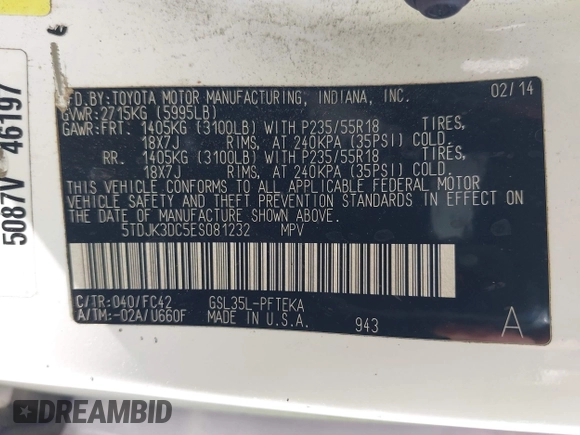 5087V 46197
MFD.BY:TOYOTA MOTOR MANUFACTURING, INDIANA, INC. 02/14
GVWR:2715KG (5995LB)
GAWR:FRT. 1405KG (3100LB) WITH P235/55R18 TIRES,
18X7J RIMS, AT 240KPA (35PSI) COLD.
RR. 1405KG (3100LB) WITH P235/55R18 TIRES,
18X7J RIMS, AT 240KPA (35PSI) COLD.
THIS VEHICLE CONFORMS TO ALL APPLICABLE FEDERAL MOTOR
VEHICLE SAFETY AND THEFT PREVENTION STANDARDS IN EFFECT ON
THE DATE OF MANUFACTURE SHOWN ABOVE.
5TDJK3DC5ES081232 MPV
C/TR:040/FC42 GSL35L-PFTEKA
A/TM:-02A/U660F MADE IN U.S.A. 943 A
DREAMBID